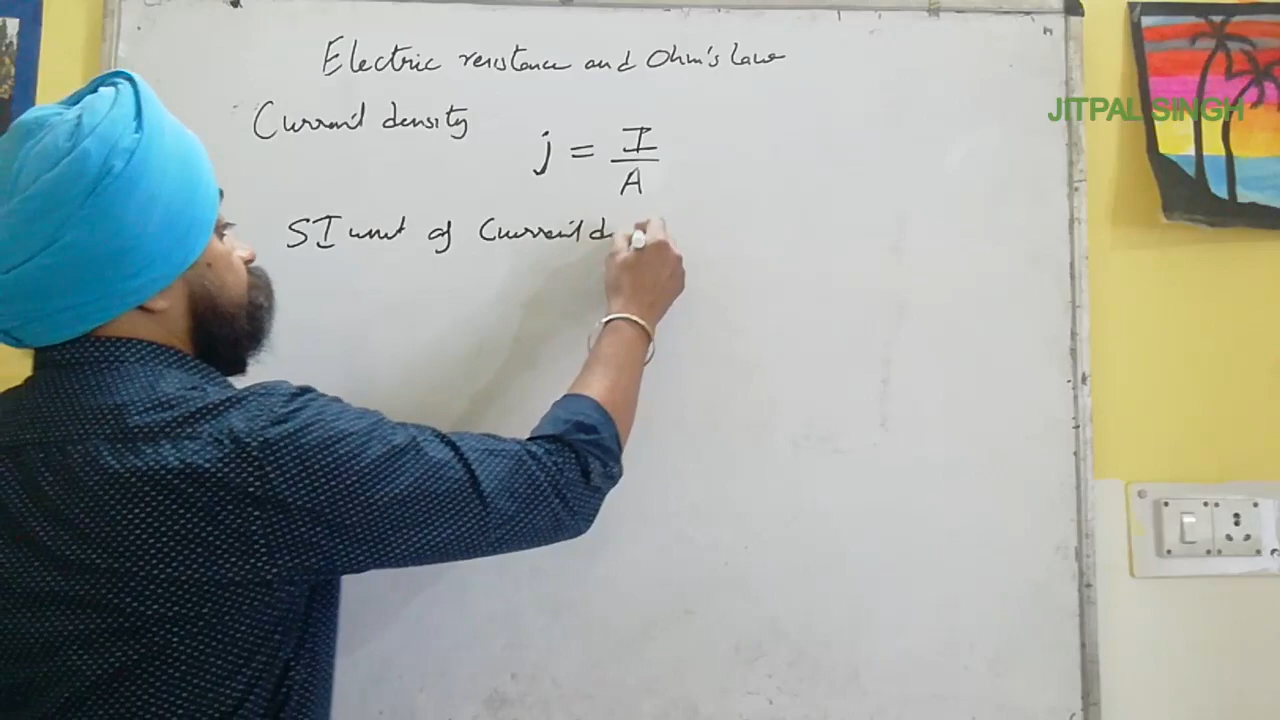 Electric resistance and Ohm's law
JITPAL SINGH
Current density
j = I/A
SI unit of Current d